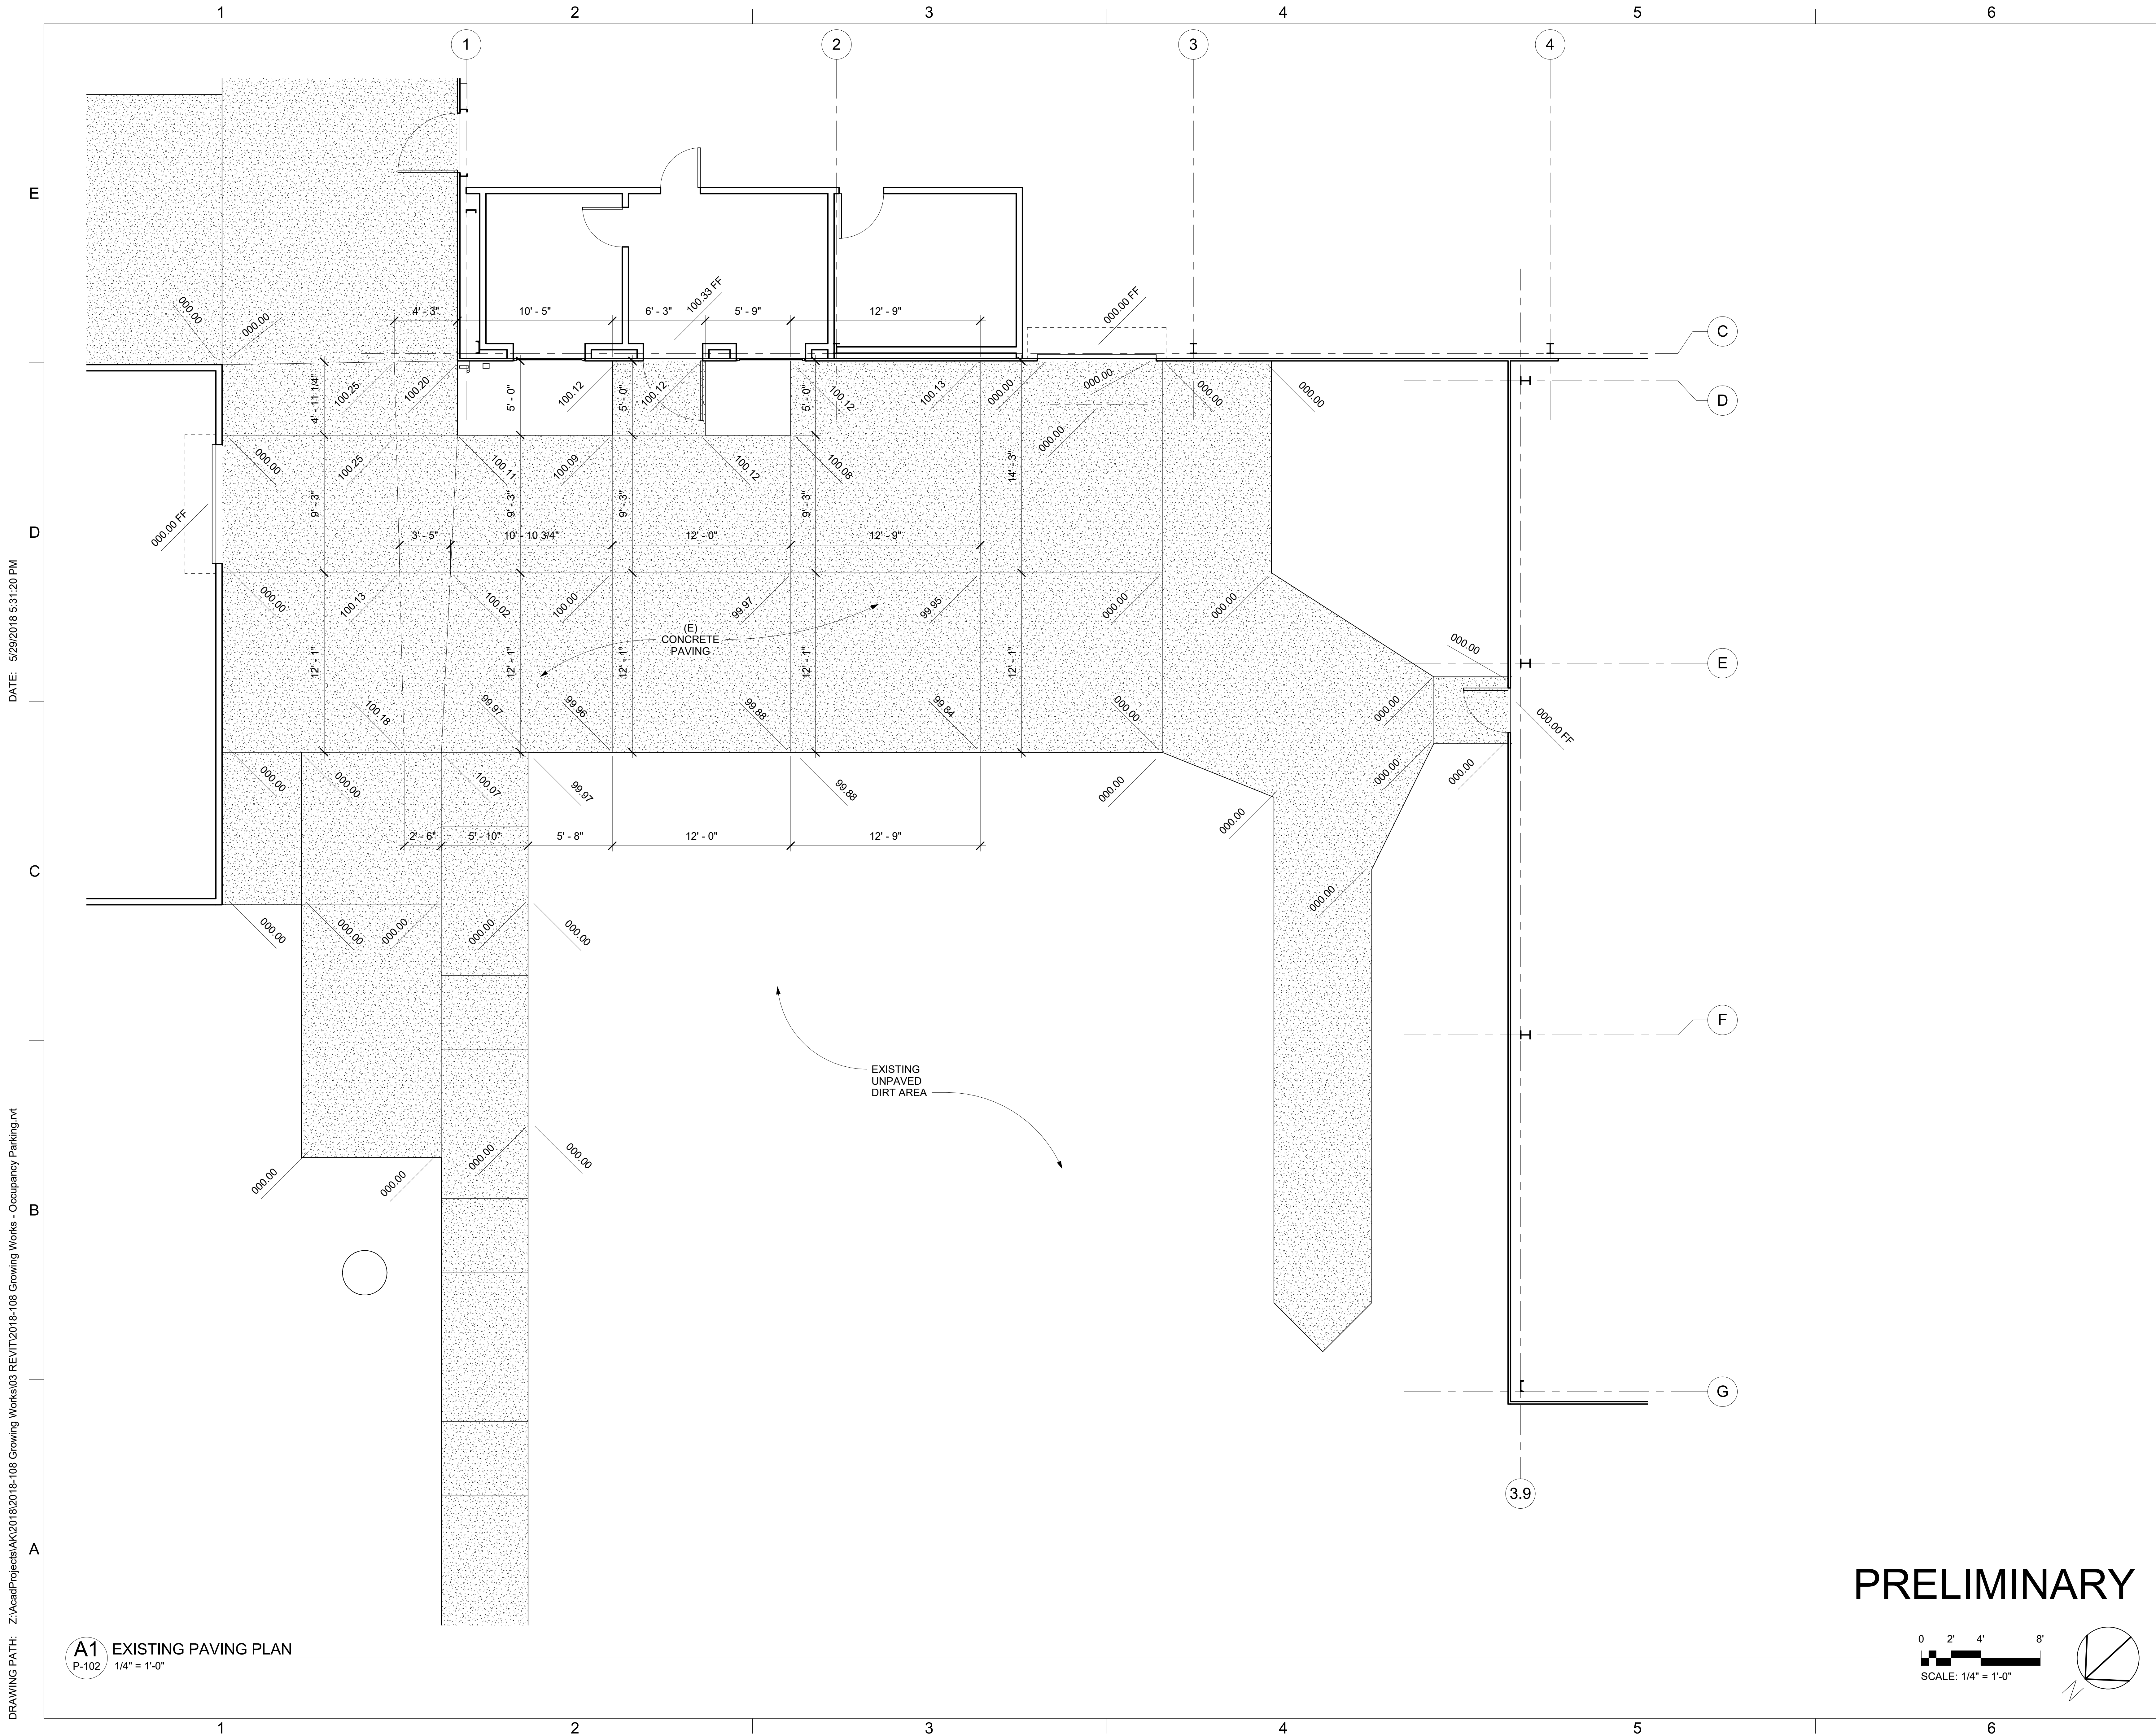 1 2 3 4 5 6
1 2 3 4
E
D
C
B
A
C
D
E
F
G
3.9
000.00
000.00
4' - 3"
10' - 5"
6' - 3"
100.33 FF
5' - 9"
12' - 9"
000.00 FF
4' - 11 1/4"
100.25
100.20
5' - 0"
100.12
5' - 0"
100.12
5' - 0"
100.12
100.13
000.00
000.00
000.00
000.00
000.00
000.00
100.25
100.11
100.09
100.12
100.08
14' - 3"
000.00 FF
9' - 3"
9' - 3"
9' - 3"
9' - 3"
3' - 5"
10' - 10 3/4"
12' - 0"
12' - 9"
000.00
100.13
100.02
100.00
99.97
99.95
000.00
000.00
(E)
CONCRETE
PAVING
000.00
12' - 1"
12' - 1"
12' - 1"
12' - 1"
12' - 1"
100.18
99.97
99.96
99.88
99.84
000.00
000.00
000.00 FF
000.00
000.00
100.07
99.97
99.88
000.00
000.00
000.00
000.00
2' - 6"
5' - 10"
5' - 8"
12' - 0"
12' - 9"
000.00
000.00
000.00
000.00
000.00
000.00
EXISTING
UNPAVED
DIRT AREA
000.00
000.00
000.00
000.00
DATE: 5/29/2018 5:31:20 PM
DRAWING PATH: Z:\AcadProjects\AK\2018\2018-108 Growing Works\03 REVIT\2018-108 Growing Works - Occupancy Parking.rvt
PRELIMINARY
A1
P-102
EXISTING PAVING PLAN
1/4" = 1'-0"
0 2' 4' 8'
SCALE: 1/4" = 1'-0"
N
1 2 3 4 5 6